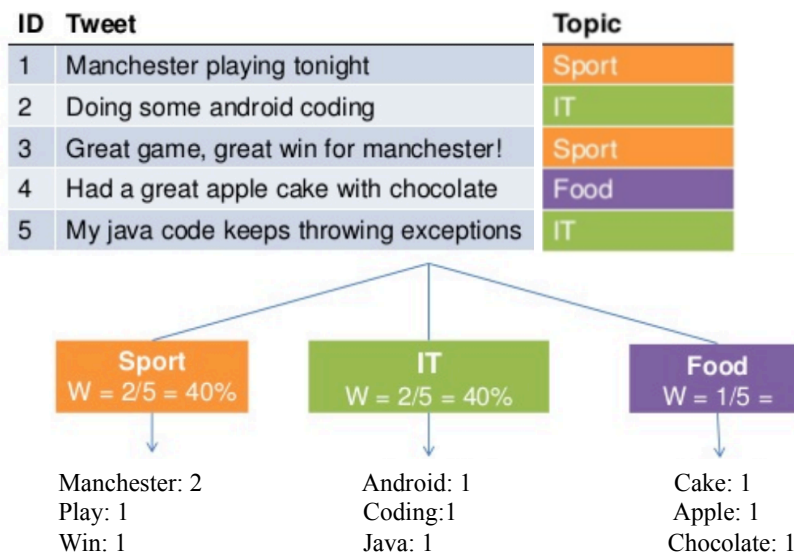 ID Tweet Topic
1 Manchester playing tonight Sport
2 Doing some android coding IT
3 Great game, great win for manchester! Sport
4 Had a great apple cake with chocolate Food
5 My java code keeps throwing exceptions IT
Sport
W = 2/5 = 40%
IT
W = 2/5 = 40%
Food
W = 1/5 =
Manchester: 2
Play: 1
Win: 1
Android: 1
Coding:1
Java: 1
Cake: 1
Apple: 1
Chocolate: 1